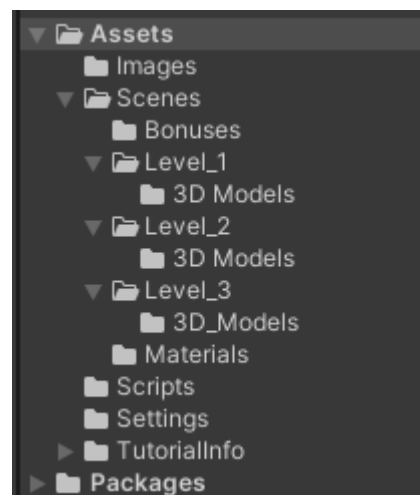 Assets
Images
Scenes
Bonuses
Level_1
3D Models
Level_2
3D Models
Level_3
3D_Models
Materials
Scripts
Settings
TutorialInfo
Packages